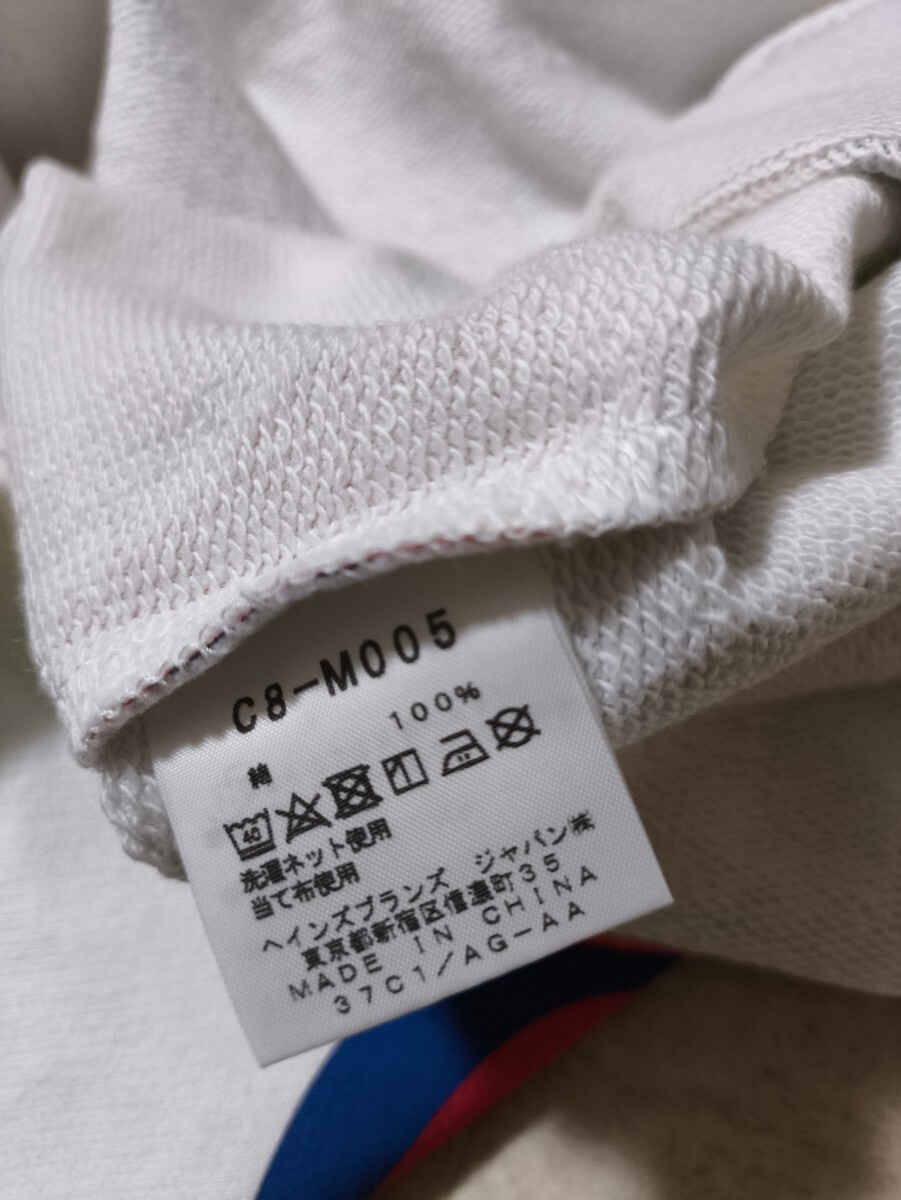 C8-M005
綿 100%
40
洗濯ネット使用
当て布使用
ヘインズブランズ ジャパン㈱
東京都新宿区信濃町35
MADE IN CHINA
37C1/AG-AA